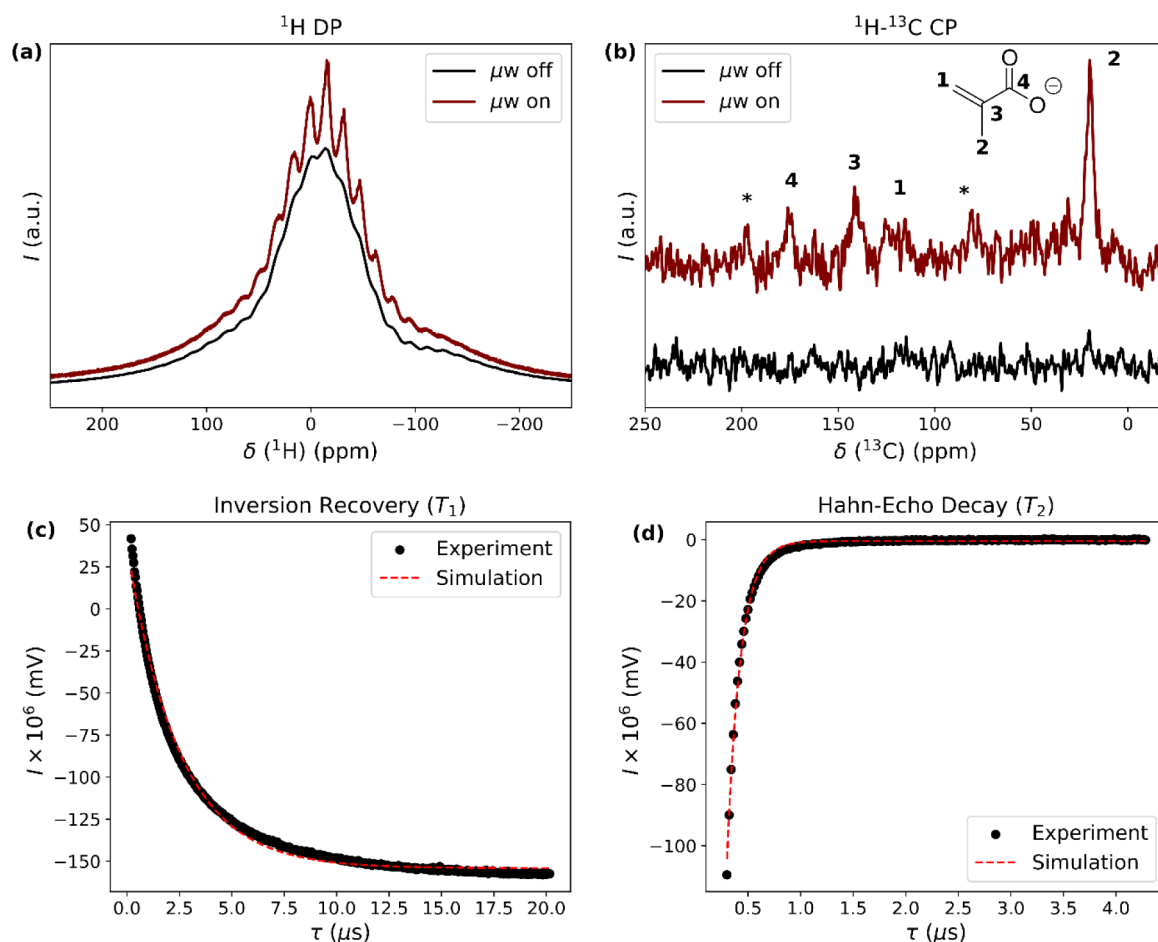 (a)
¹H DP
μw off
μw on
I (a.u.)
200 100 0 −100 −200
δ (¹H) (ppm)
(b)
¹H-¹³C CP
μw off
μw on
O
1 4 O ⊖
3
2
2
* 4 3 1 *
I (a.u.)
250 200 150 100 50 0
δ (¹³C) (ppm)
(c)
Inversion Recovery (T₁)
Experiment
Simulation
50
25
0
−25
−50
−75
−100
−125
−150
I × 10⁶ (mV)
0.0 2.5 5.0 7.5 10.0 12.5 15.0 17.5 20.0
τ (μs)
(d)
Hahn-Echo Decay (T₂)
0
−20
−40
−60
−80
−100
I × 10⁶ (mV)
Experiment
Simulation
0.5 1.0 1.5 2.0 2.5 3.0 3.5 4.0
τ (μs)